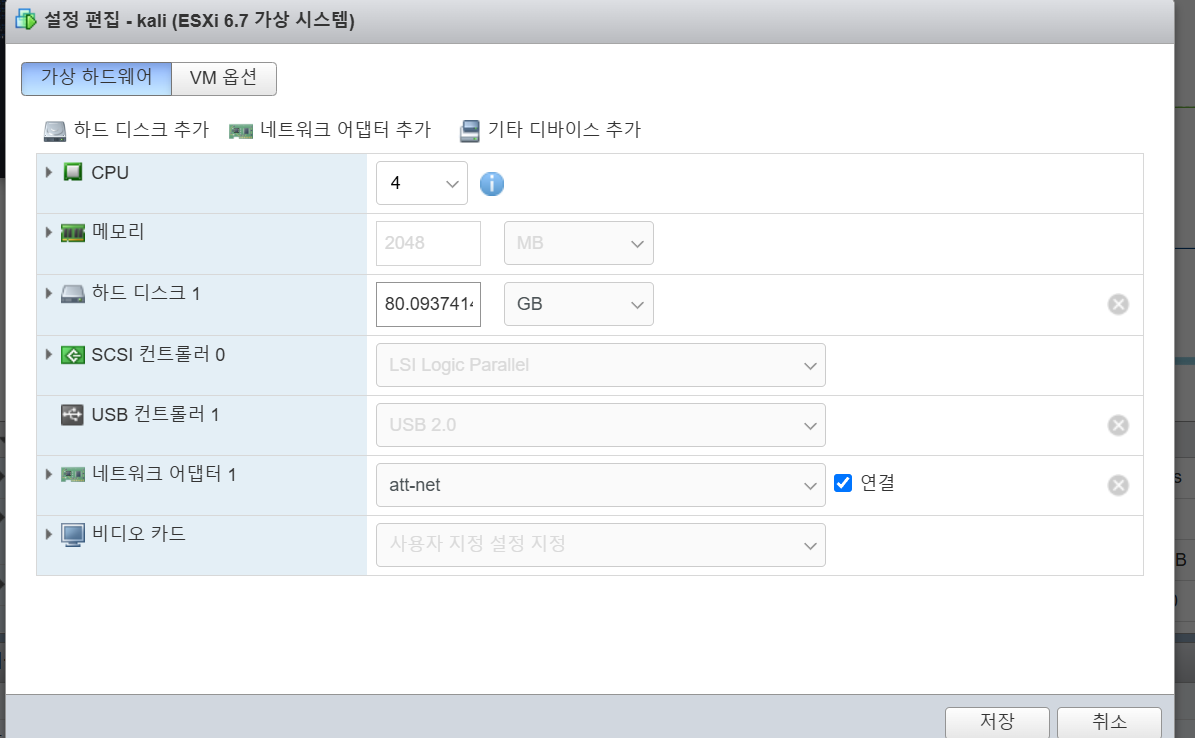 설정 편집 - kali (ESXi 6.7 가상 시스템)
가상 하드웨어 VM 옵션
하드 디스크 추가 네트워크 어댑터 추가 기타 디바이스 추가
CPU 4
메모리 2048 MB
하드 디스크 1 80.0937414 GB
SCSI 컨트롤러 0 LSI Logic Parallel
USB 컨트롤러 1 USB 2.0
네트워크 어댑터 1 att-net 연결
비디오 카드 사용자 지정 설정 지정
저장 취소